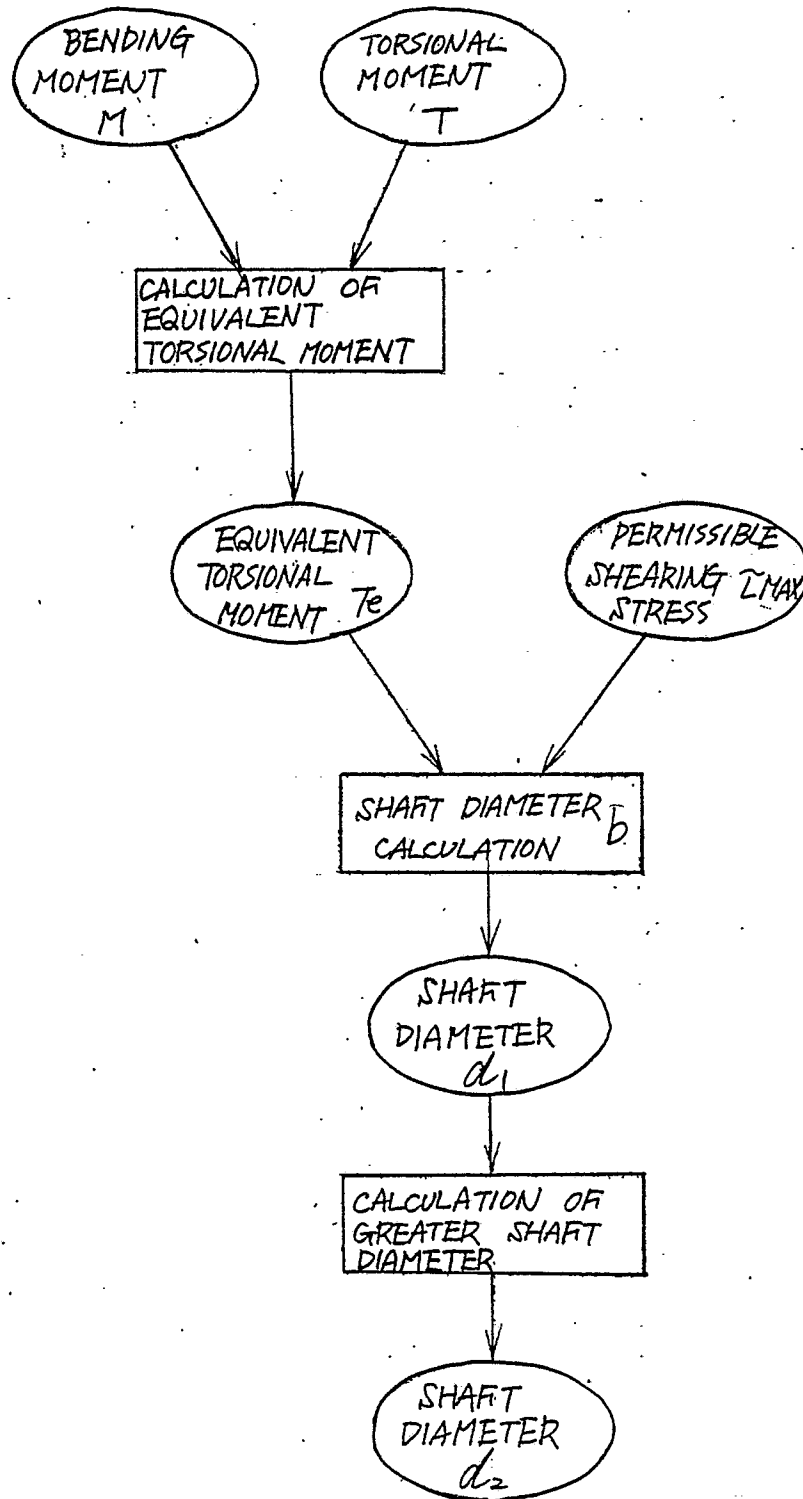 BENDING
MOMENT
M
TORSIONAL
MOMENT
T
CALCULATION OF
EQUIVALENT
TORSIONAL MOMENT
EQUIVALENT
TORSIONAL
MOMENT Te
PERMISSIBLE
SHEARING τMAX
STRESS
SHAFT DIAMETER b
CALCULATION
SHAFT
DIAMETER
d₁
CALCULATION OF
GREATER SHAFT
DIAMETER
SHAFT
DIAMETER
d₂